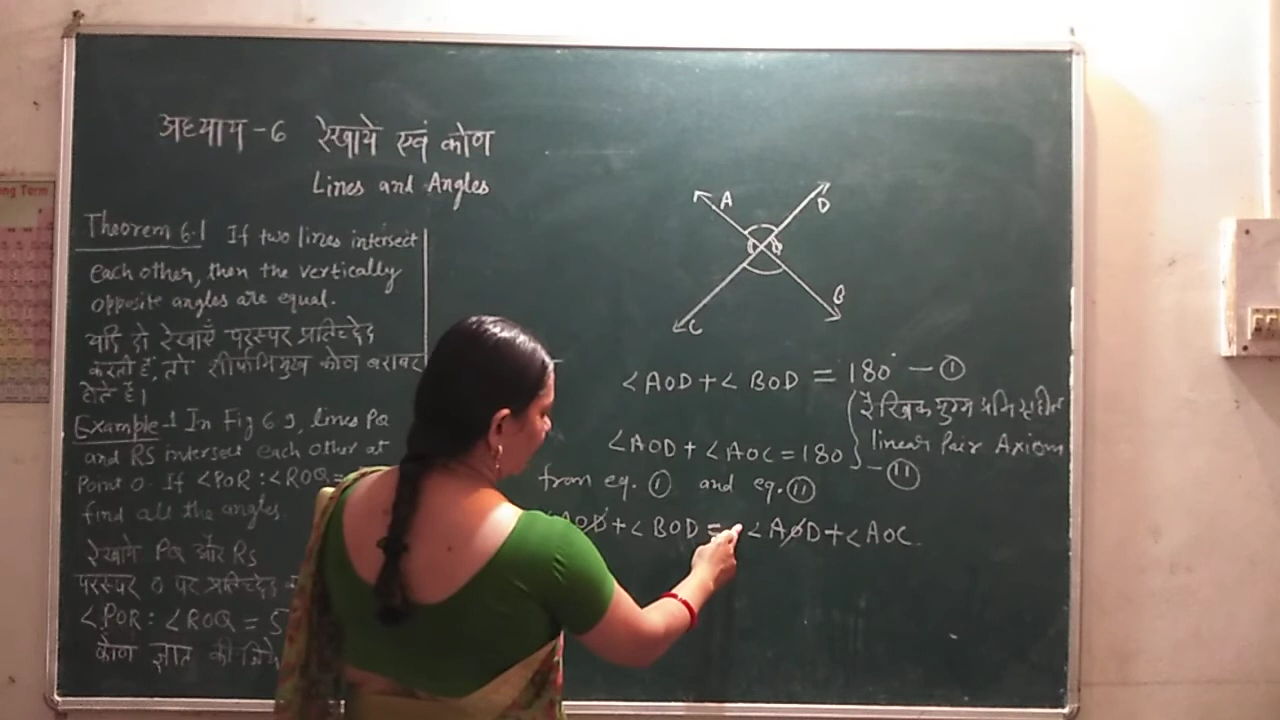 ng Term
अध्याय - 6 रेखाये एवं कोण
Lines and Angles
Theorem 6.1 If two lines intersect
each other, then the vertically
opposite angles are equal.
यदि दो रेखाएँ परस्पर प्रतिच्छेद
करती हैं, तो शीर्षाभिमुख कोण बराबर
होते हैं।
Example-1 In Fig 6.9, lines PQ
and RS intersect each other at
Point O. If ∠POR : ∠ROQ =
find all the angles
रेखाये PQ और RS
परस्पर O पर प्रतिच्छेद
∠POR : ∠ROQ = 5
कोण ज्ञात कीजिये
A
D
C
B
∠AOD + ∠BOD = 180° - ①
∠AOD + ∠AOC = 180
रैखिक युग्म
linear Pair Axiom
- ⑪
from eq. ① and eq. ⑪
∠AOD + ∠BOD = ∠AOD + ∠AOC.